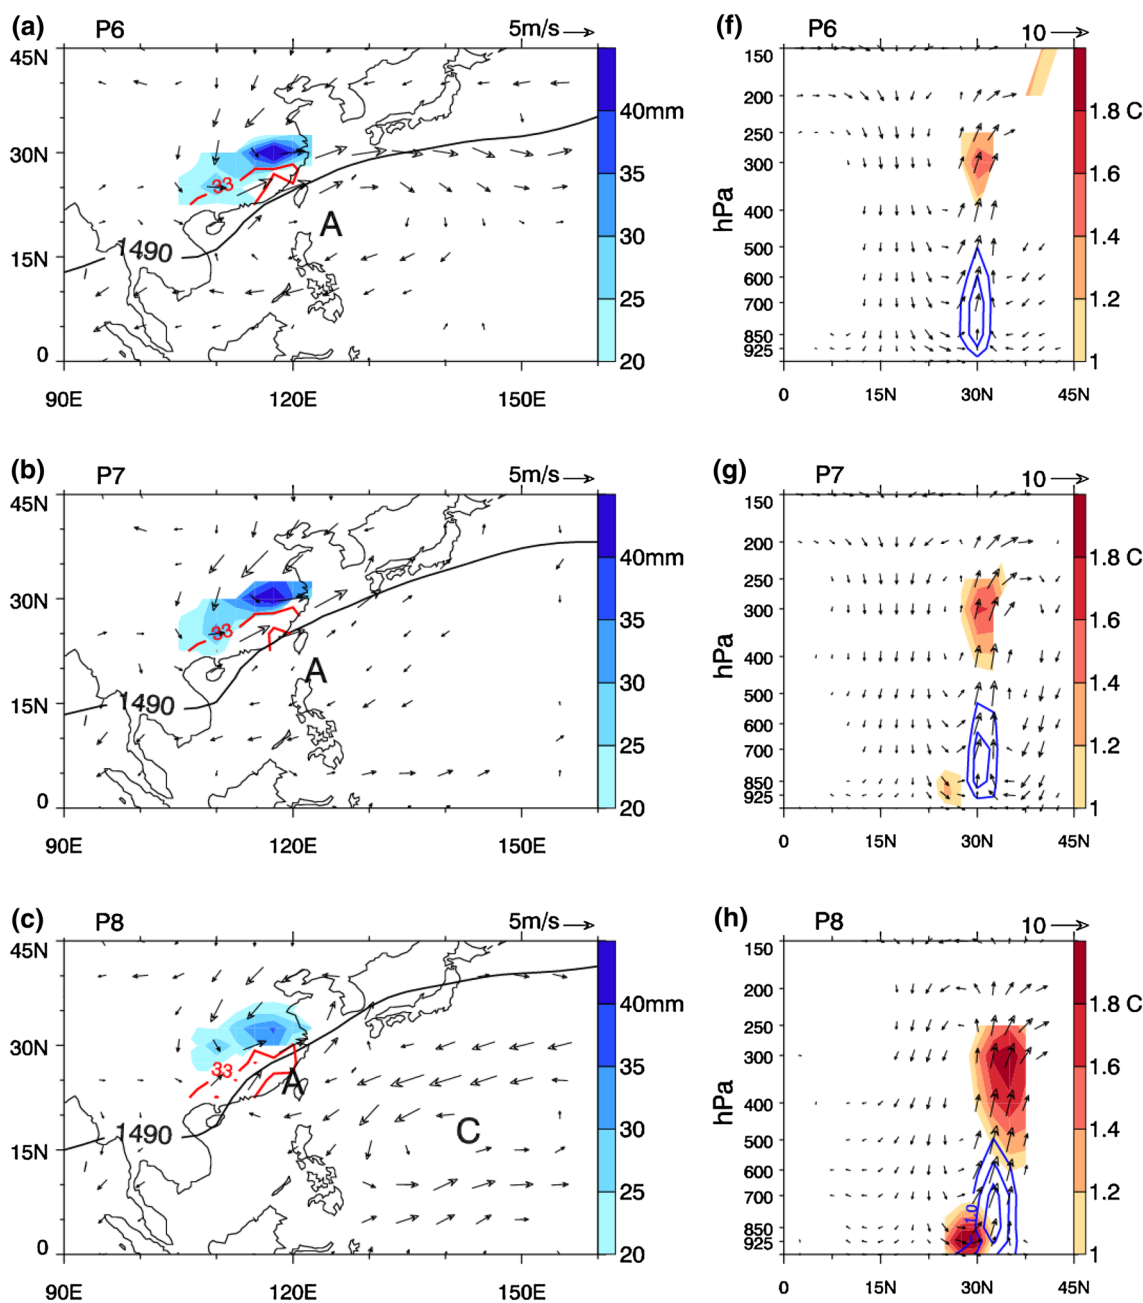 (a) P6 5m/s
45N
30N
15N
0
90E 120E 150E
33
1490
A
40mm
35
30
25
20
(f) P6 10
150
200
250
300
400
500
600
700
850
925
hPa
0 15N 30N 45N
1.8 C
1.6
1.4
1.2
1
(b) P7 5m/s
45N
30N
15N
0
90E 120E 150E
33
1490
A
40mm
35
30
25
20
(g) P7 10
150
200
250
300
400
500
600
700
850
925
hPa
0 15N 30N 45N
1.8 C
1.6
1.4
1.2
1
(c) P8 5m/s
45N
30N
15N
0
90E 120E 150E
33
1490
A
C
40mm
35
30
25
20
(h) P8 10
150
200
250
300
400
500
600
700
850
925
hPa
1.0
0 15N 30N 45N
1.8 C
1.6
1.4
1.2
1